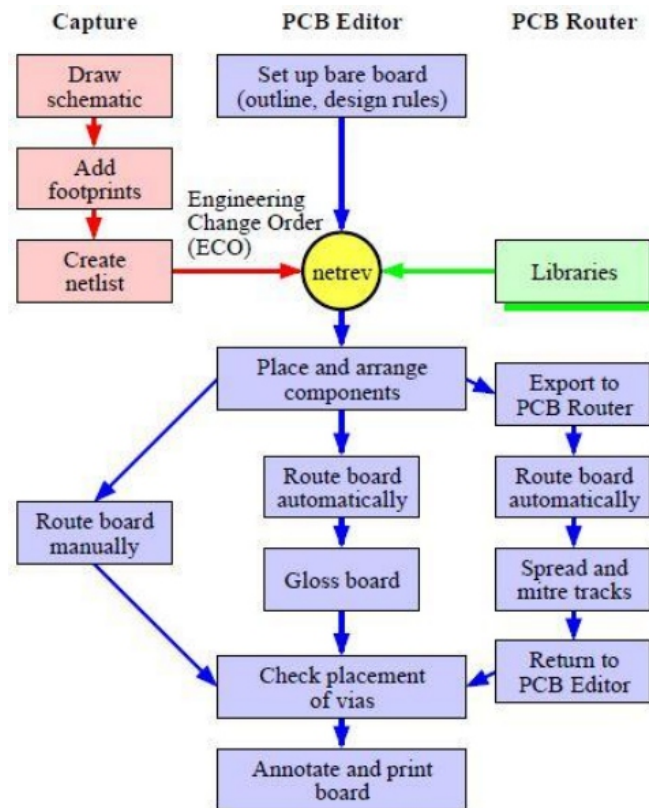 Capture
PCB Editor
PCB Router
Draw
schematic
Set up bare board
(outline, design rules)
Add
footprints
Engineering
Change Order
(ECO)
Create
netlist
netrev
Libraries
Place and arrange
components
Export to
PCB Router
Route board
manually
Route board
automatically
Route board
automatically
Gloss board
Spread and
mitre tracks
Return to
PCB Editor
Check placement
of vias
Annotate and print
board